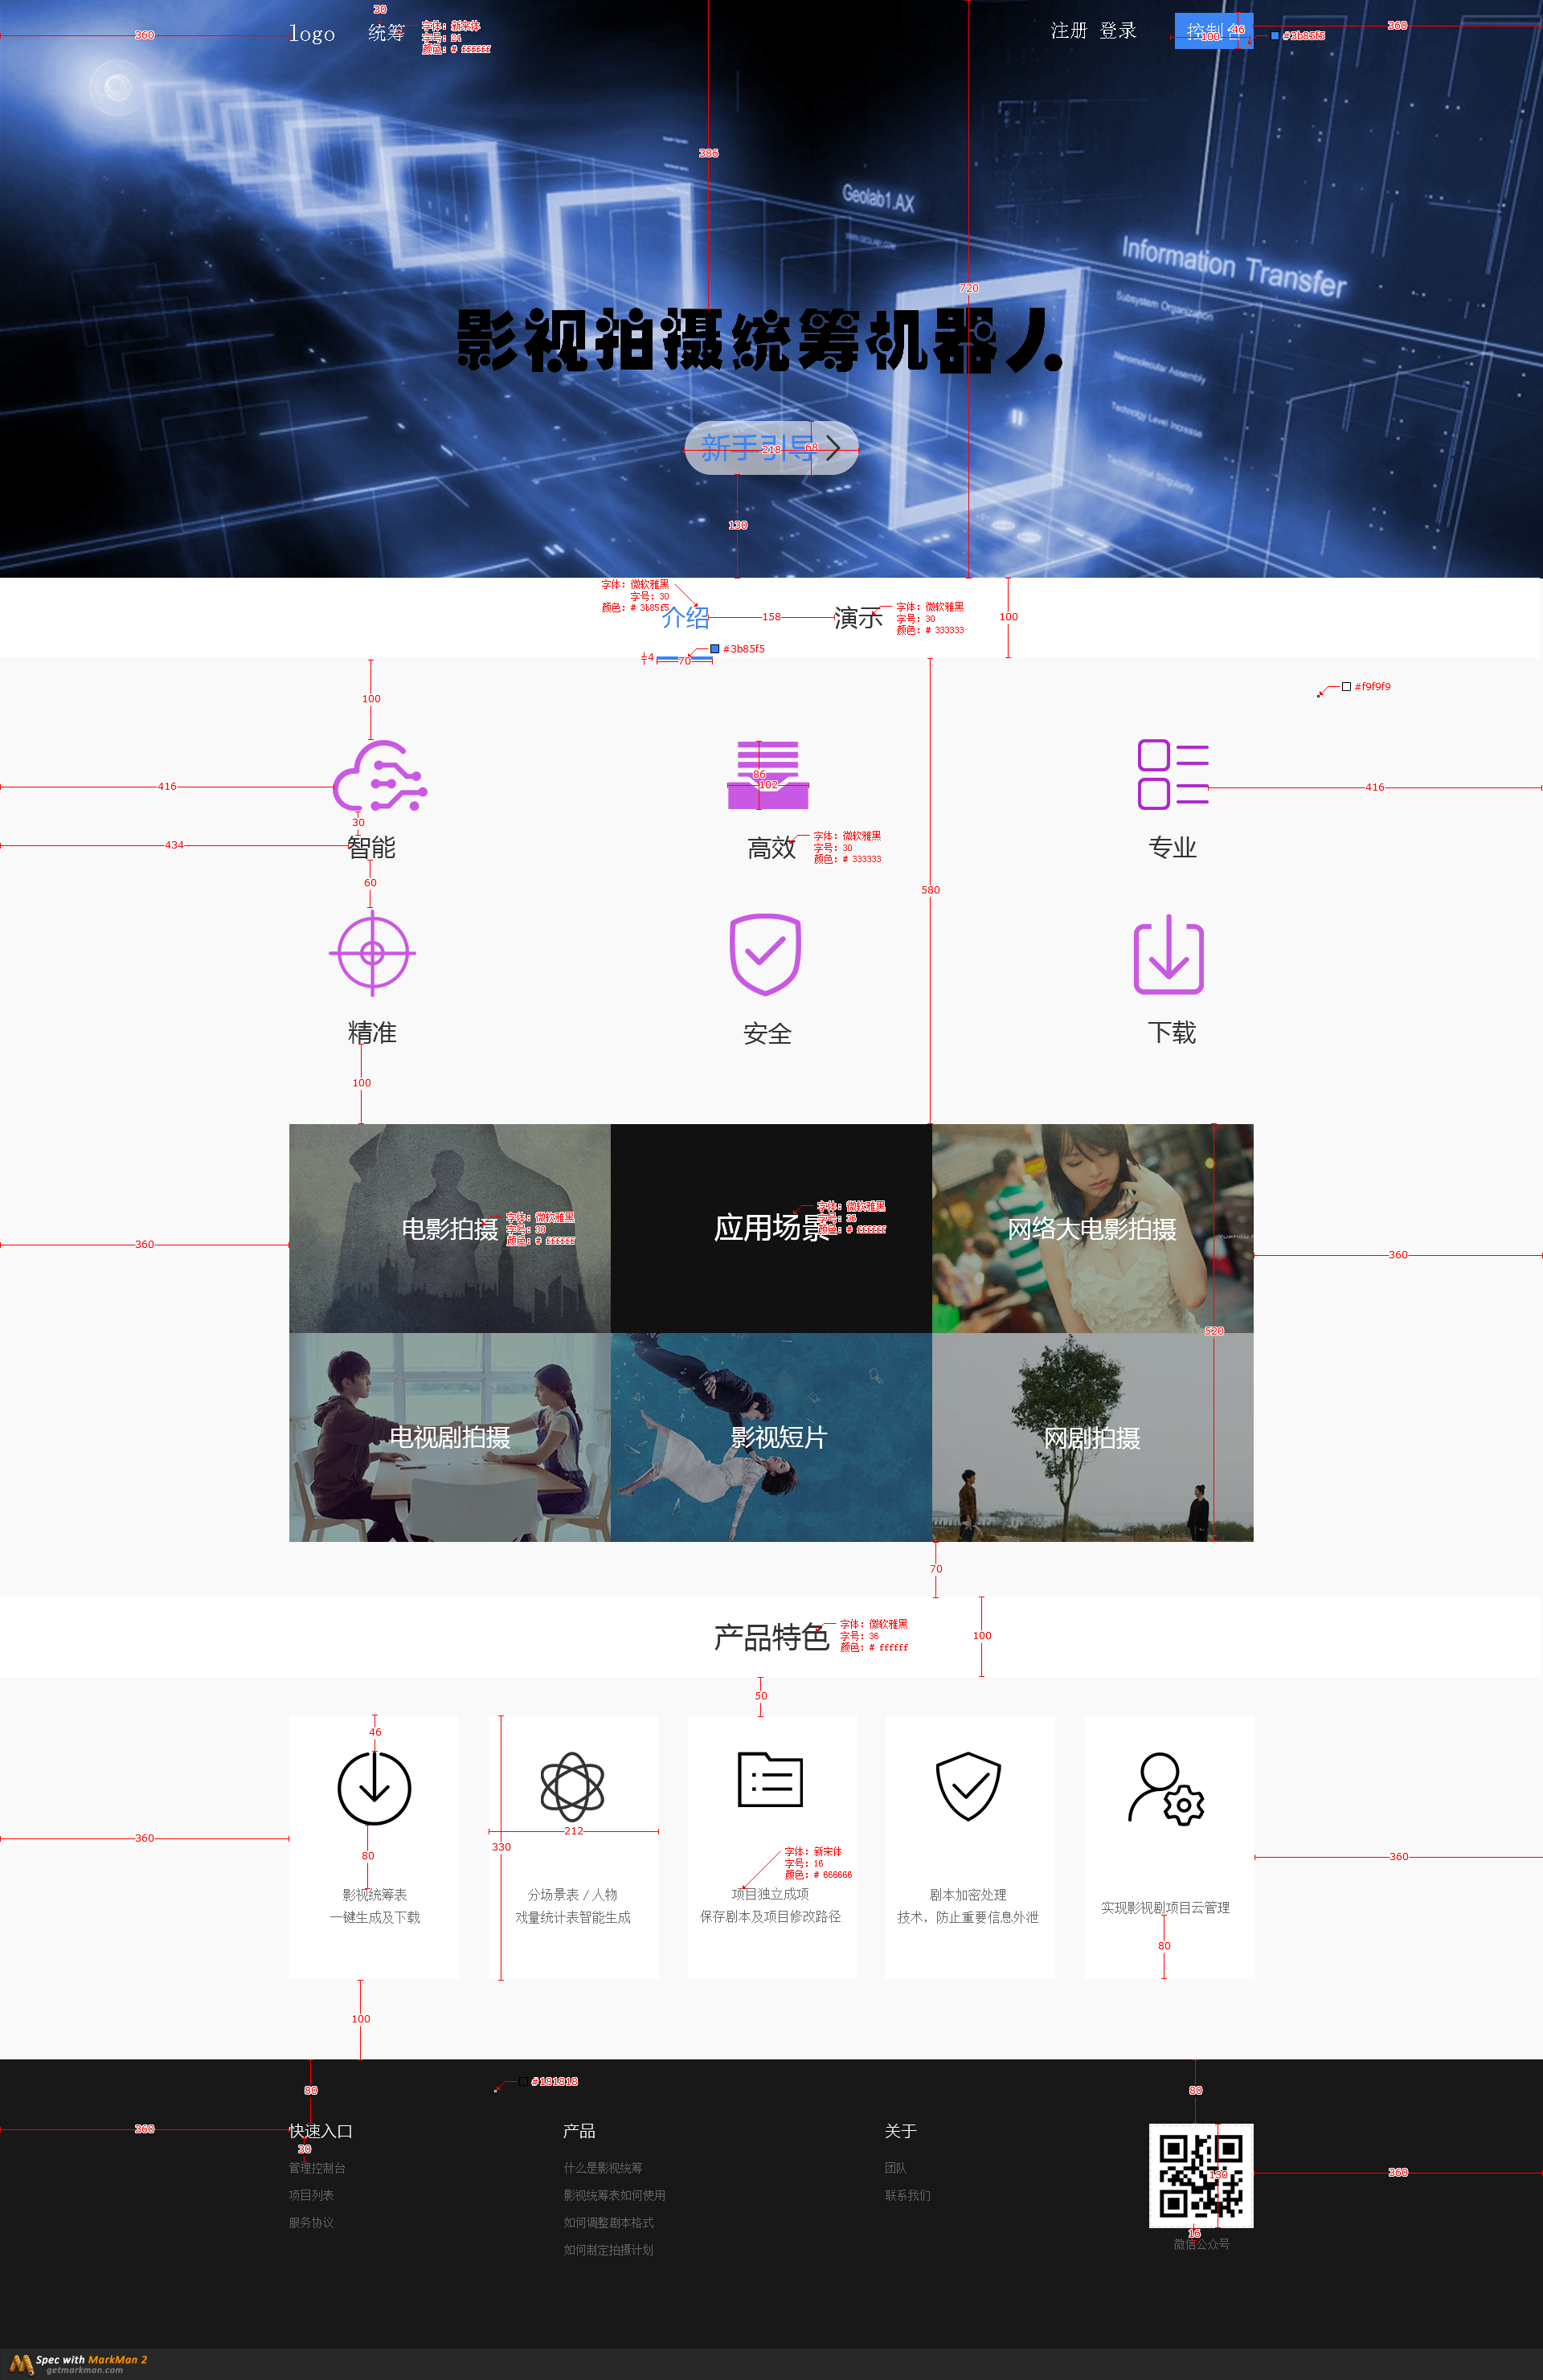 30
360
logo
统筹
字体: 新宋体
字号: 24
颜色: # ffffff
注册 登录
控制台
100
46
#3b85f5
360
386
Geolab1.AX
Information Transfer
Subsystem Organization
720
影视拍摄统筹机器人
Nanomolecular Assembly
Technolgy Level Increase
Technological Singularity
新手引导
218
68
130
字体: 微软雅黑
字号: 30
颜色: # 3b85f5
介绍
158
演示
字体: 微软雅黑
字号: 30
颜色: # 333333
100
4
70
#3b85f5
#f9f9f9
100
416
86
102
416
30
434
智能
高效
字体: 微软雅黑
字号: 30
颜色: # 333333
专业
60
580
精准
安全
下载
100
电影拍摄
字体: 微软雅黑
字号: 30
颜色: # ffffff
应用场景
字体: 微软雅黑
字号: 36
颜色: # ffffff
网络大电影拍摄
360
360
520
电视剧拍摄
影视短片
网剧拍摄
70
产品特色
字体: 微软雅黑
字号: 36
颜色: # ffffff
100
50
46
360
80
330
212
字体: 新宋体
字号: 16
颜色: # 666666
360
影视统筹表
一键生成及下载
分场景表 / 人物
戏量统计表智能生成
项目独立成项
保存剧本及项目修改路径
剧本加密处理
技术，防止重要信息外泄
实现影视剧项目云管理
80
100
80
#181818
80
360
快速入口
30
管理控制台
项目列表
服务协议
产品
什么是影视统筹
影视统筹表如何使用
如何调整剧本格式
如何制定拍摄计划
关于
团队
联系我们
130
360
16
微信公众号
Spec with MarkMan 2
getmarkman.com